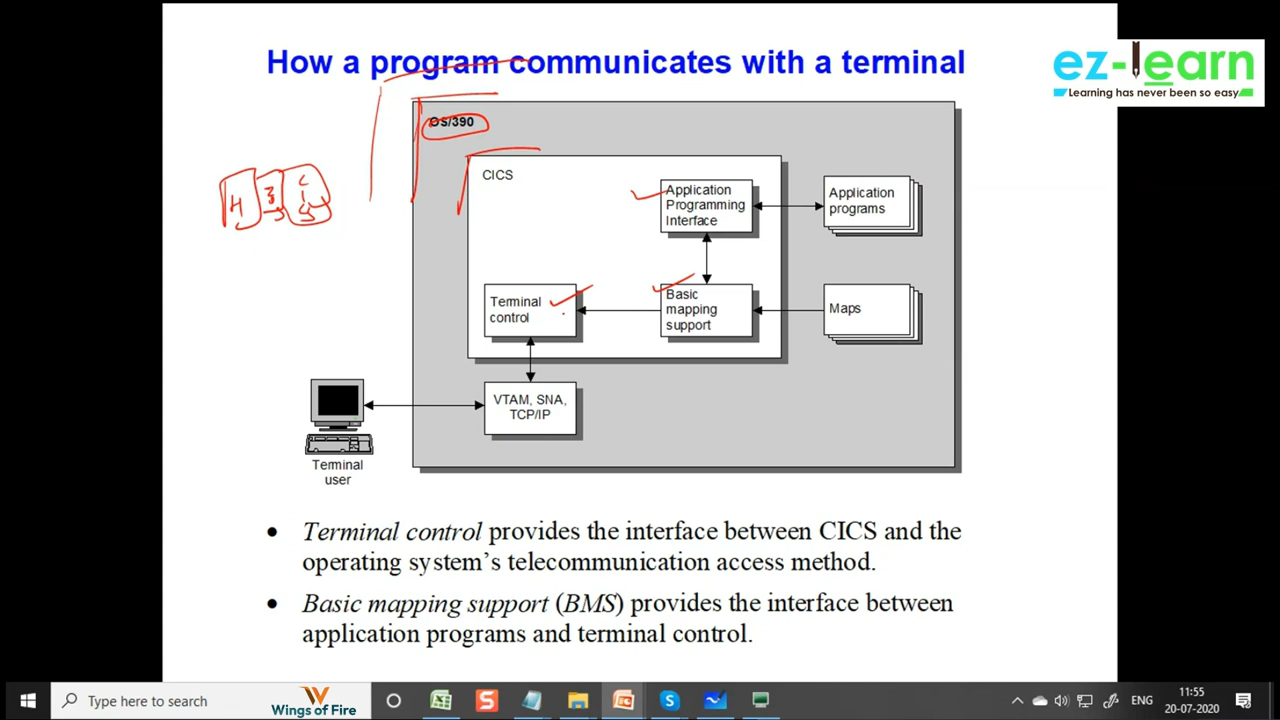 How a program communicates with a terminal
ez-learn
Learning has never been so easy
OS/390
CICS
Application
Programming
Interface
Application
programs
4 3 C
I
S
Terminal
control
Basic
mapping
support
Maps
VTAM, SNA,
TCP/IP
Terminal
user
• Terminal control provides the interface between CICS and the
operating system's telecommunication access method.
• Basic mapping support (BMS) provides the interface between
application programs and terminal control.
Type here to search
Wings of Fire
ENG
11:55
20-07-2020